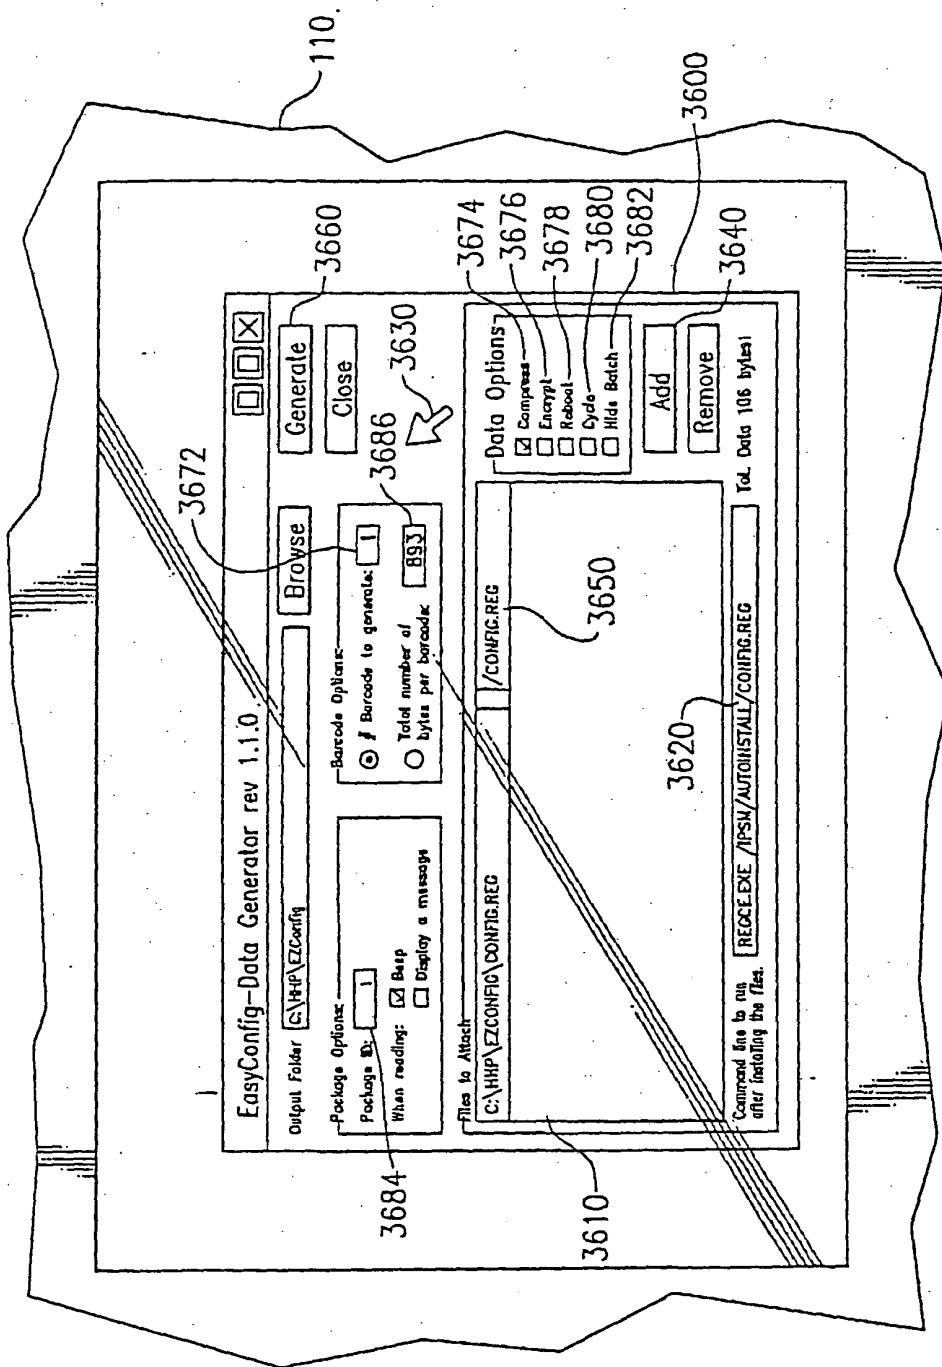 110.
EasyConfig-Data Generator rev 1.1.0
Output Folder C:\HHP\EZConfig Browse Generate 3660
Close
Package Options:
Package ID: 1
When reading: Beep
Display a message
3684
Barcode Options:
# Barcode to generate: 1
Total number of
bytes per barcode: 893
3672
3686
3630
Files to Attach
C:\HHP\EZCONFIG\CONFIG.REG /CONFIG.REG
3650
3610
Data Options
Compress 3674
Encrypt 3676
Reboot 3678
Cycle 3680
Hide Batch 3682
Add 3640
Remove
3600
3620
Command line to run
after installing the files.
REGCE.EXE /IPSM/AUTOINSTALL/CONFIG.REG
Tot. Data 106 bytes: